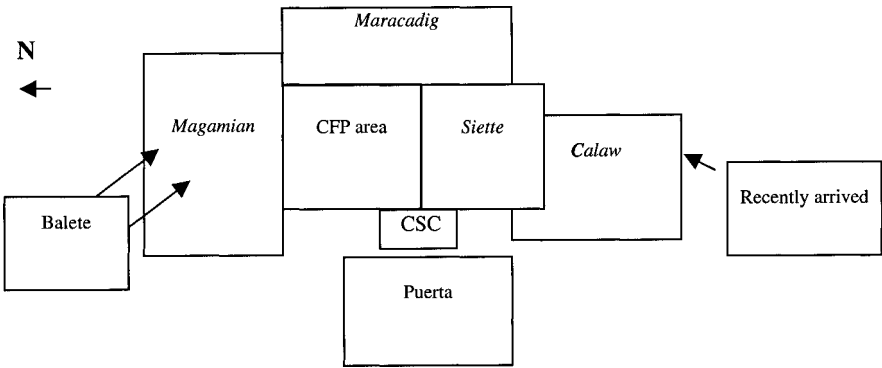 Maracadig
N
Magamian
CFP area
Siette
Calaw
Recently arrived
Balete
CSC
Puerta